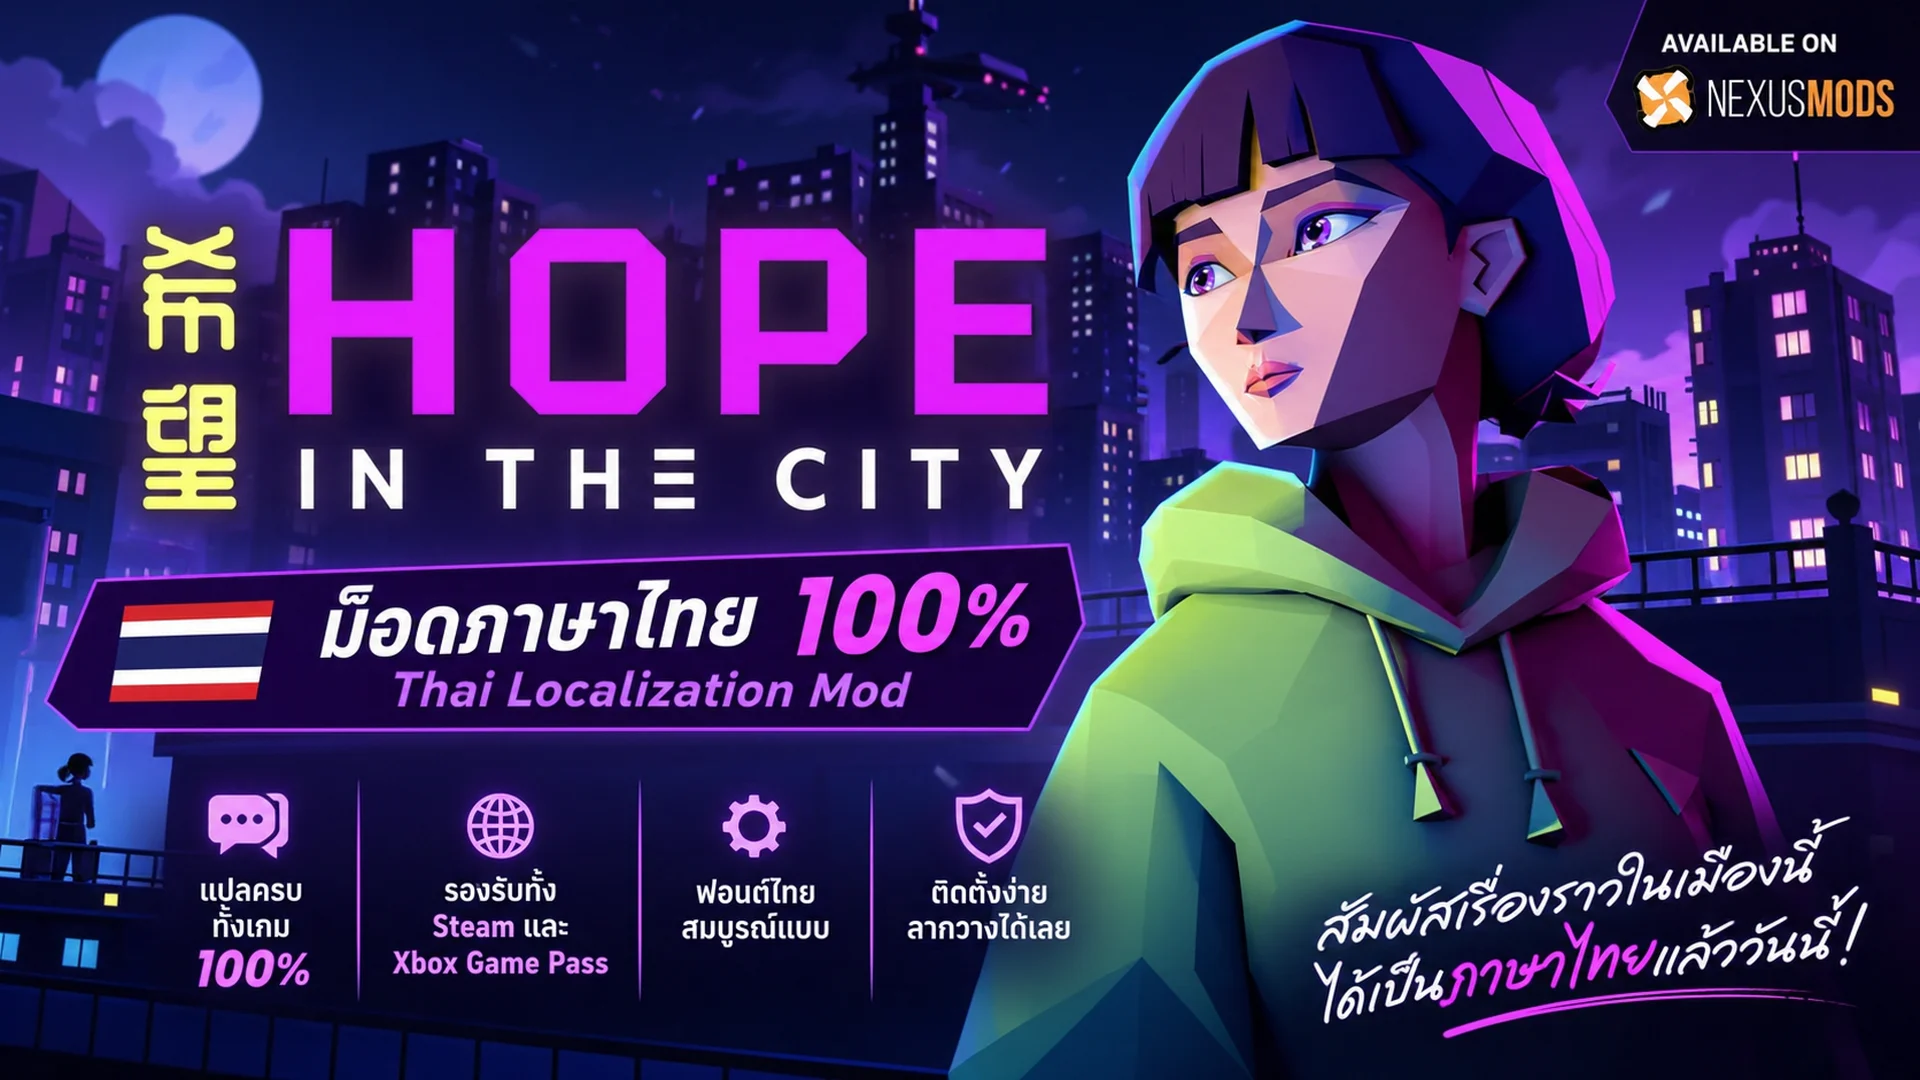 AVAILABLE ON
NEXUSMODS
希望
HOPE
IN THE CITY
ม็อดภาษาไทย 100%
Thai Localization Mod
แปลครบ
ทั้งเกม
100%
รองรับทั้ง
Steam และ
Xbox Game Pass
ฟอนต์ไทย
สมบูรณ์แบบ
ติดตั้งง่าย
ลากวางได้เลย
สัมผัสเรื่องราวในเมืองนี้
ได้เป็นภาษาไทยแล้ววันนี้!